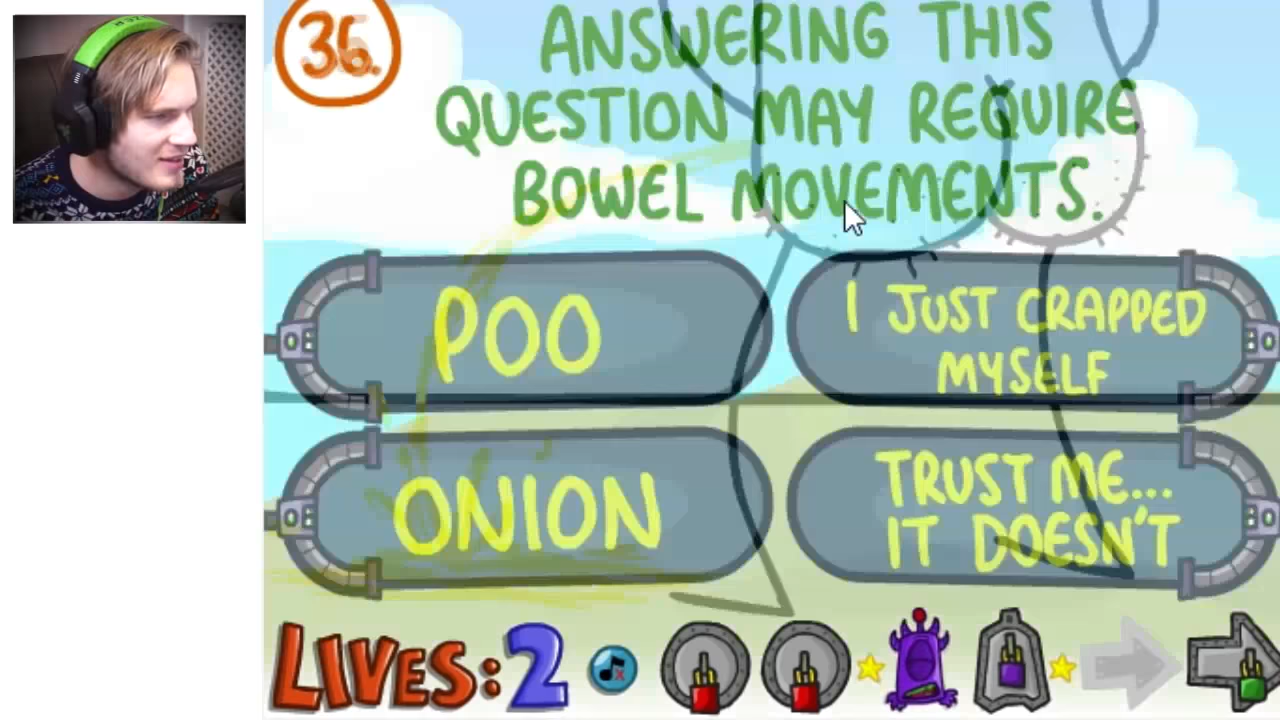 36.
ANSWERING THIS
QUESTION MAY REQUIRE
BOWEL MOVEMENTS.
POO
I JUST CRAPPED
MYSELF
ONION
TRUST ME...
IT DOESN'T
LIVES: 2